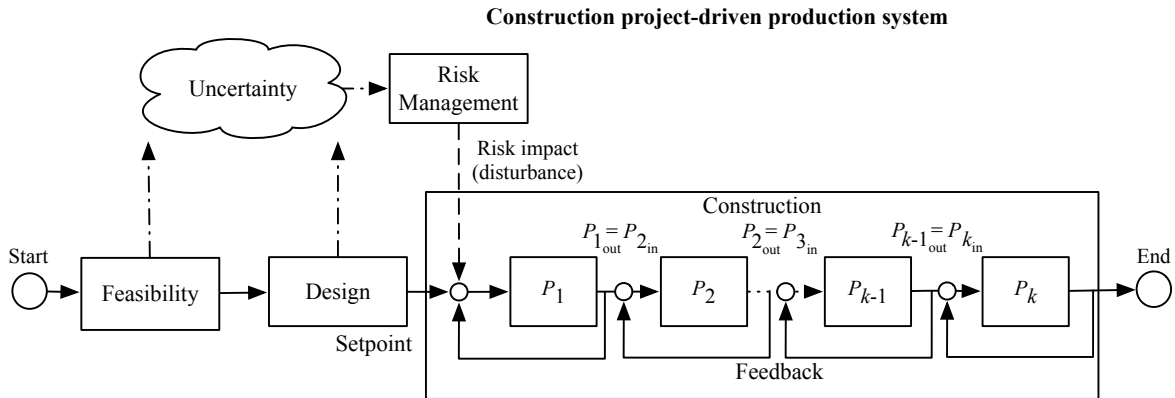 Construction project-driven production system
Uncertainty
Risk
Management
Risk impact
(disturbance)
Construction
P1out = P2in
P2out = P3in
Pk-1out = Pkin
Start
End
Feasibility
Design
P1
P2
Pk-1
Pk
Setpoint
Feedback